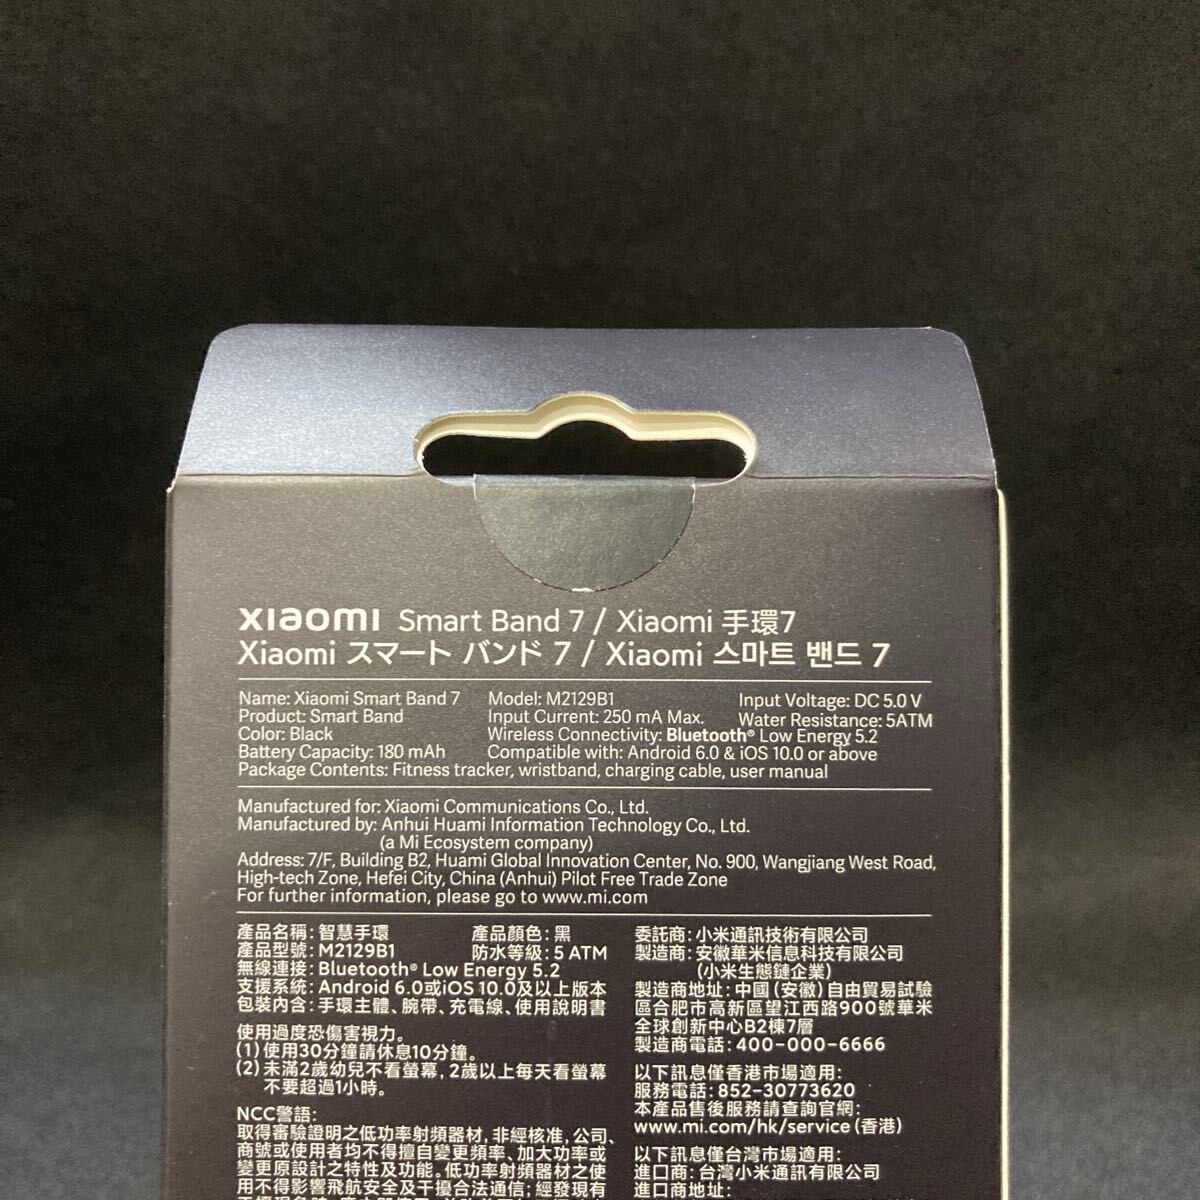 xiaomi Smart Band 7 / Xiaomi 手環7
Xiaomi スマート バンド 7 / Xiaomi 스마트 밴드 7
Name: Xiaomi Smart Band 7 Model: M2129B1 Input Voltage: DC 5.0 V
Product: Smart Band Input Current: 250 mA Max. Water Resistance: 5ATM
Color: Black Wireless Connectivity: Bluetooth® Low Energy 5.2
Battery Capacity: 180 mAh Compatible with: Android 6.0 & iOS 10.0 or above
Package Contents: Fitness tracker, wristband, charging cable, user manual
Manufactured for: Xiaomi Communications Co., Ltd.
Manufactured by: Anhui Huami Information Technology Co., Ltd.
(a Mi Ecosystem company)
Address: 7/F, Building B2, Huami Global Innovation Center, No. 900, Wangjiang West Road,
High-tech Zone, Hefei City, China (Anhui) Pilot Free Trade Zone
For further information, please go to www.mi.com
產品名稱: 智慧手環 產品顏色: 黑
產品型號: M2129B1 防水等級: 5 ATM
無線連接: Bluetooth® Low Energy 5.2
支援系統: Android 6.0或iOS 10.0及以上版本
包裝內含: 手環主體、腕帶、充電線、使用說明書
使用過度恐傷害視力。
(1) 使用30分鐘請休息10分鐘。
(2) 未滿2歲幼兒不看螢幕, 2歲以上每天看螢幕
不要超過1小時。
NCC警語:
取得審驗證明之低功率射頻器材, 非經核准, 公司、
商號或使用者均不得擅自變更頻率、加大功率或
變更原設計之特性及功能。低功率射頻器材之使
用不得影響飛航安全及干擾合法通信; 經發現有
委託商: 小米通訊技術有限公司
製造商: 安徽華米信息科技有限公司
(小米生態鏈企業)
製造商地址: 中國 (安徽) 自由貿易試驗
區合肥市高新區望江西路900號華米
全球創新中心B2棟7層
製造商電話: 400-000-6666
以下訊息僅香港市場適用:
服務電話: 852-30773620
本產品售後服務請查詢官網:
www.mi.com/hk/service (香港)
以下訊息僅台灣市場適用:
進口商: 台灣小米通訊有限公司
進口商地址: